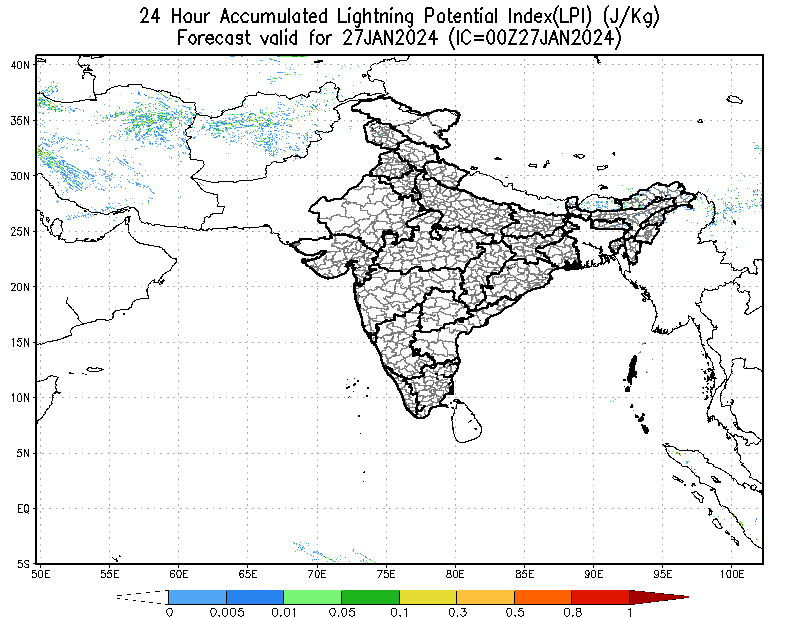 24 Hour Accumulated Lightning Potential Index(LPI) (J/Kg)
Forecast valid for 27JAN2024 (IC=00Z27JAN2024)
40N
35N
30N
25N
20N
15N
10N
5N
EQ
5S
50E 55E 60E 65E 70E 75E 80E 85E 90E 95E 100E
0 0.005 0.01 0.05 0.1 0.3 0.5 0.8 1